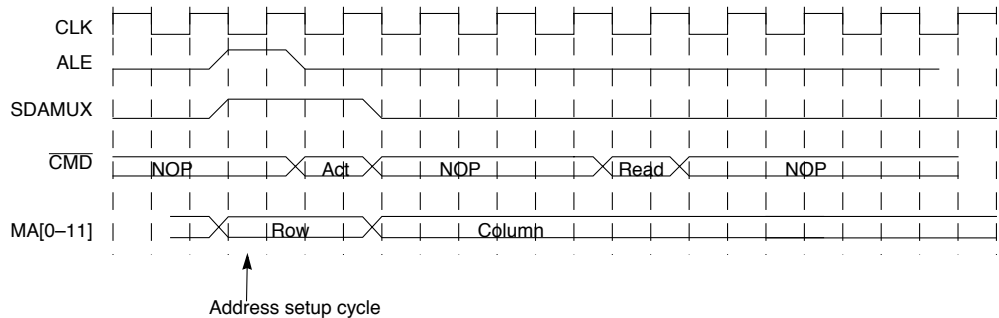 CLK
ALE
SDAMUX
CMD NOP Act NOP Read NOP
MA[0–11] Row Column
Address setup cycle